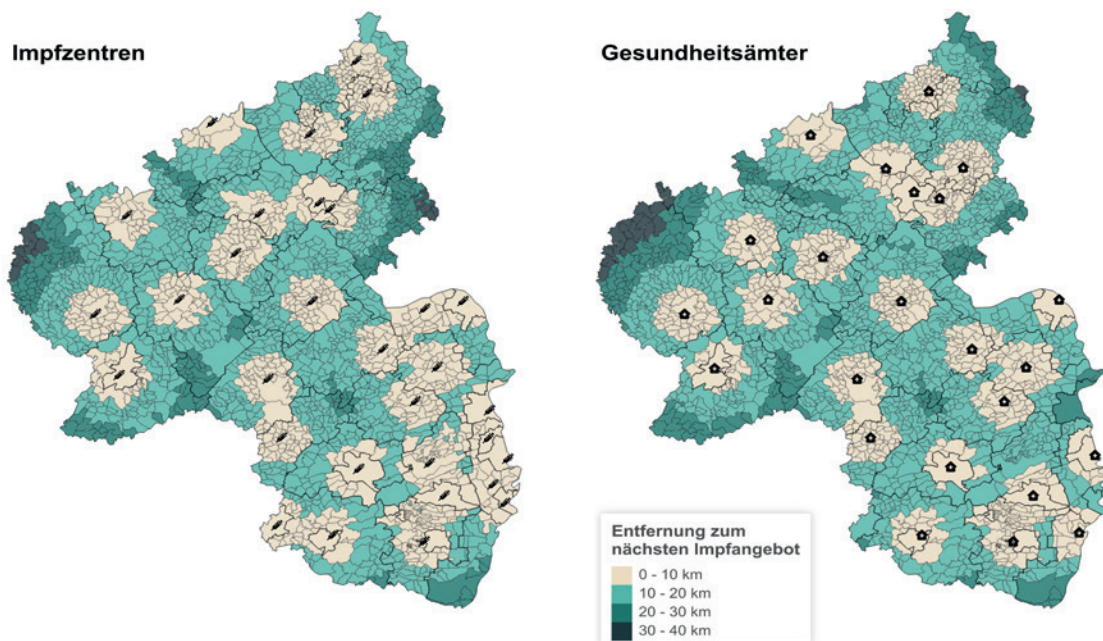 Impfzentren
Gesundheitsämter
Entfernung zum
nächsten Impfangebot
0 - 10 km
10 - 20 km
20 - 30 km
30 - 40 km